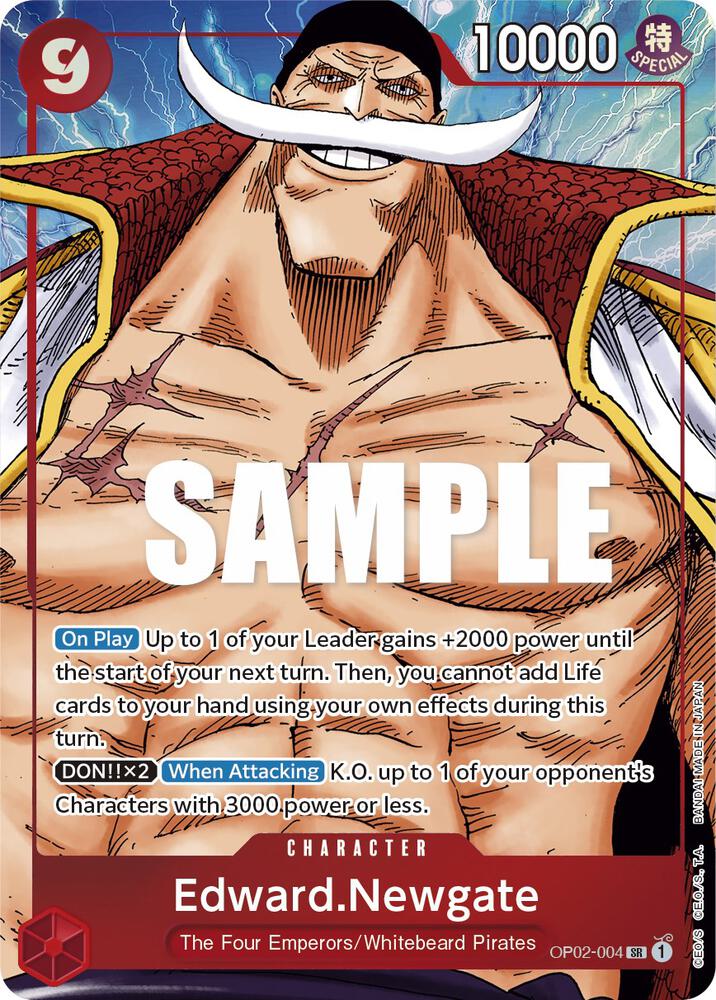 9
10000
特
SPECIAL
SAMPLE
On Play Up to 1 of your Leader gains +2000 power until
the start of your next turn. Then, you cannot add Life
cards to your hand using your own effects during this
turn.
DON!!×2 When Attacking K.O. up to 1 of your opponent's
Characters with 3000 power or less.
CHARACTER
Edward.Newgate
The Four Emperors/Whitebeard Pirates
OP02-004 SR 1
©E.O/S ©E.O./S., T.A. BANDAI MADE IN JAPAN